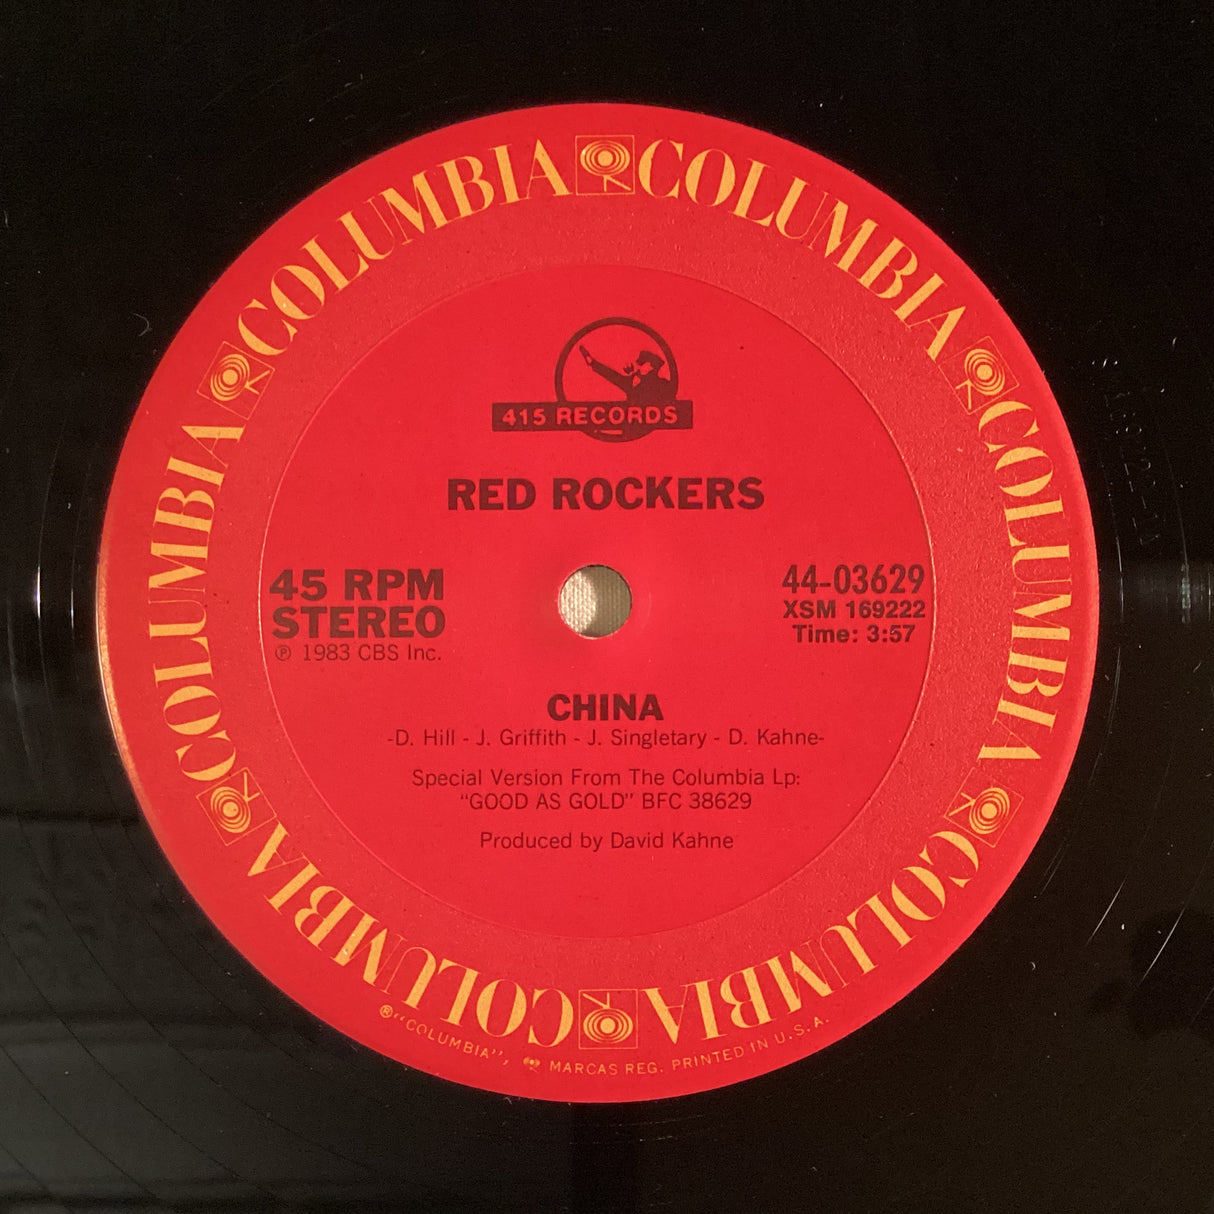 COLUMBIA COLUMBIA COLUMBIA COLUMBIA COLUMBIA COLUMBIA
415 RECORDS
RED ROCKERS
45 RPM
STEREO
℗ 1983 CBS Inc.
44-03629
XSM 169222
Time: 3:57
CHINA
-D. Hill - J. Griffith - J. Singletary - D. Kahne-
Special Version From The Columbia Lp:
"GOOD AS GOLD" BFC 38629
Produced by David Kahne
®"COLUMBIA", MARCAS REG. PRINTED IN U.S.A.